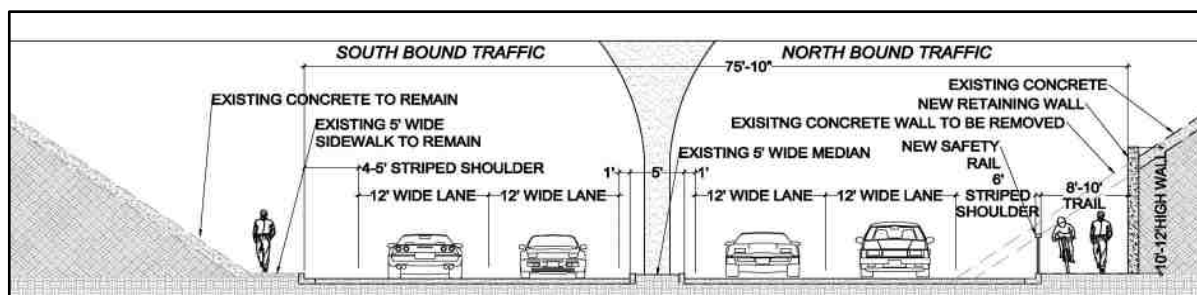 SOUTH BOUND TRAFFIC
NORTH BOUND TRAFFIC
75'-10"
EXISTING CONCRETE TO REMAIN
EXISTING 5' WIDE
SIDEWALK TO REMAIN
4-5' STRIPED SHOULDER
12' WIDE LANE
12' WIDE LANE
1'
5'
1'
EXISTING 5' WIDE MEDIAN
12' WIDE LANE
12' WIDE LANE
EXISTING CONCRETE
NEW RETAINING WALL
EXISITNG CONCRETE WALL TO BE REMOVED
NEW SAFETY
RAIL
6'
STRIPED
SHOULDER
8'-10'
TRAIL
10'-12'HIGH WALL